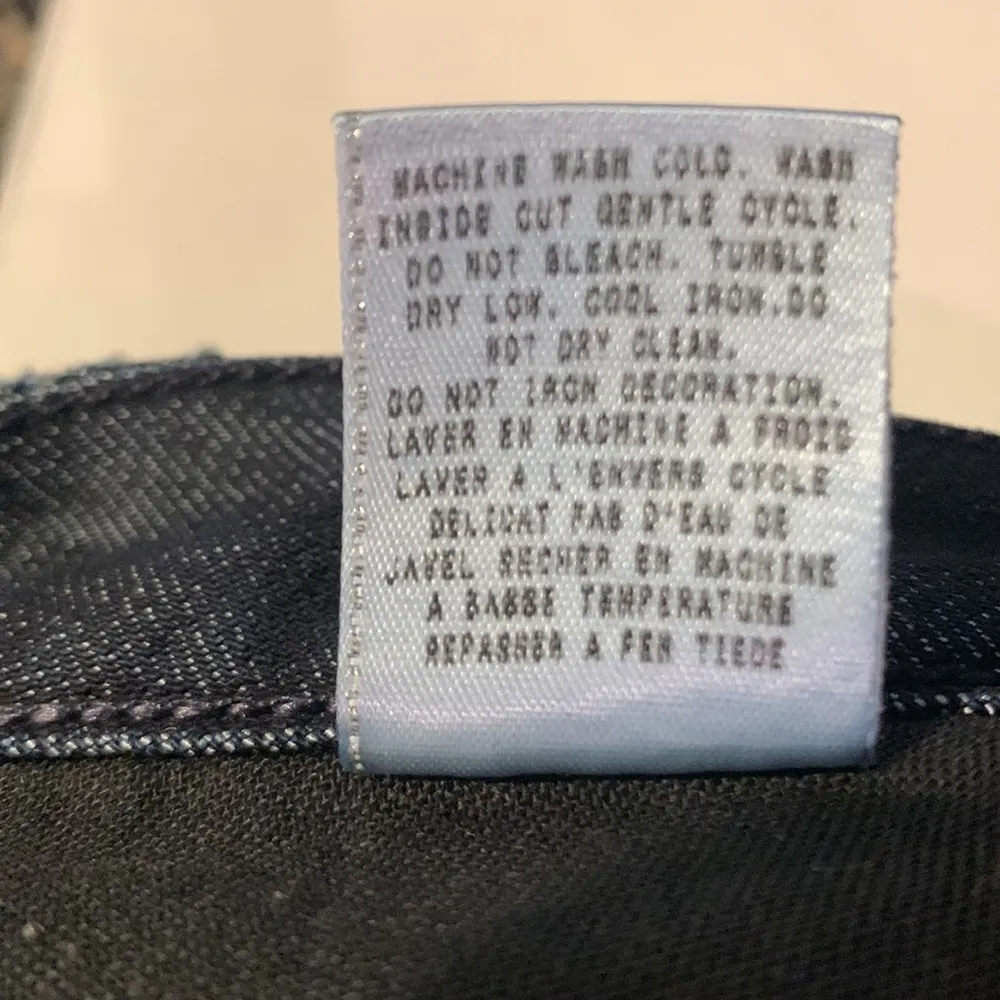 MACHINE WASH COLD. WASH
INSIDE OUT GENTLE CYCLE.
DO NOT BLEACH. TUMBLE
DRY LOW. COOL IRON.DO
NOT DRY CLEAN.
DO NOT IRON DECORATION.
LAVER EN MACHINE A FROID
LAVER A L'ENVERS CYCLE
DELICAT PAS D'EAU DE
JAVEL SECHER EN MACHINE
A BASSE TEMPERATURE
REPASSER A FER TIEDE